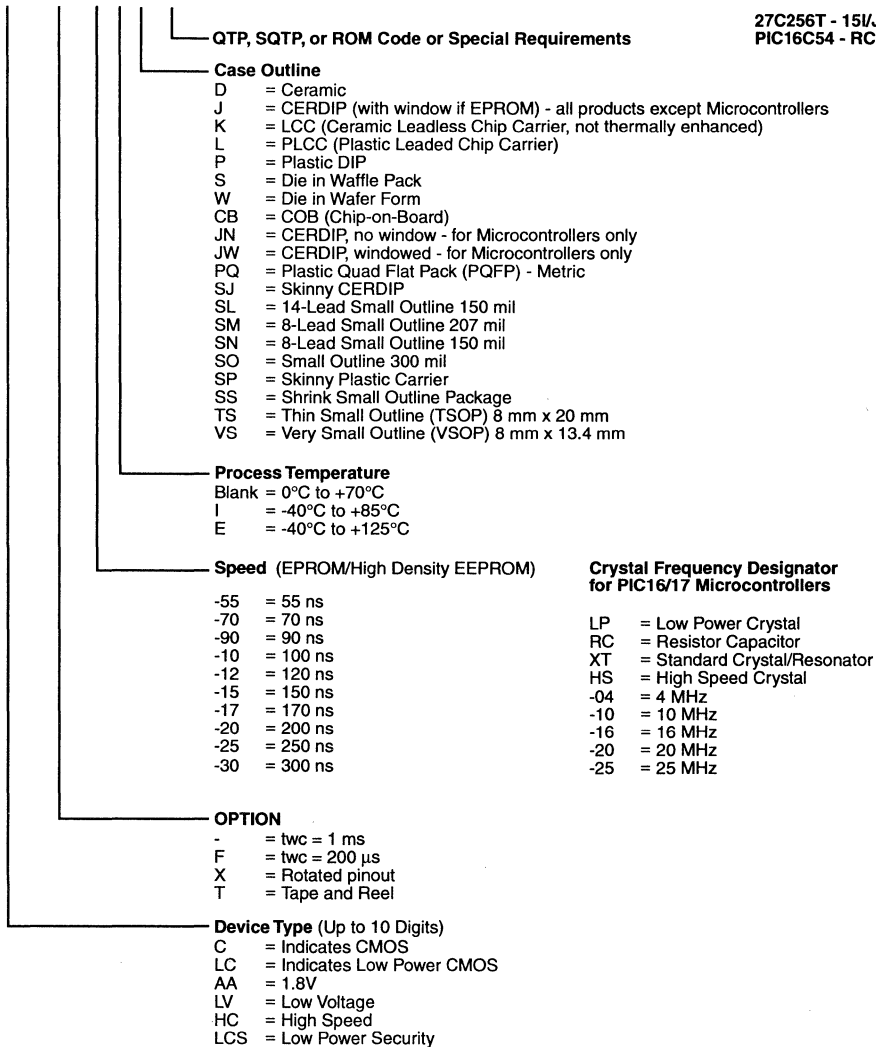 27C256T - 15I/
PIC16C54 - RC
QTP, SQTP, or ROM Code or Special Requirements
Case Outline
D = Ceramic
J = CERDIP (with window if EPROM) - all products except Microcontrollers
K = LCC (Ceramic Leadless Chip Carrier, not thermally enhanced)
L = PLCC (Plastic Leaded Chip Carrier)
P = Plastic DIP
S = Die in Waffle Pack
W = Die in Wafer Form
CB = COB (Chip-on-Board)
JN = CERDIP, no window - for Microcontrollers only
JW = CERDIP, windowed - for Microcontrollers only
PQ = Plastic Quad Flat Pack (PQFP) - Metric
SJ = Skinny CERDIP
SL = 14-Lead Small Outline 150 mil
SM = 8-Lead Small Outline 207 mil
SN = 8-Lead Small Outline 150 mil
SO = Small Outline 300 mil
SP = Skinny Plastic Carrier
SS = Shrink Small Outline Package
TS = Thin Small Outline (TSOP) 8 mm x 20 mm
VS = Very Small Outline (VSOP) 8 mm x 13.4 mm
Process Temperature
Blank = 0°C to +70°C
I = -40°C to +85°C
E = -40°C to +125°C
Speed (EPROM/High Density EEPROM)
-55 = 55 ns
-70 = 70 ns
-90 = 90 ns
-10 = 100 ns
-12 = 120 ns
-15 = 150 ns
-17 = 170 ns
-20 = 200 ns
-25 = 250 ns
-30 = 300 ns
Crystal Frequency Designator
for PIC16/17 Microcontrollers
LP = Low Power Crystal
RC = Resistor Capacitor
XT = Standard Crystal/Resonator
HS = High Speed Crystal
-04 = 4 MHz
-10 = 10 MHz
-16 = 16 MHz
-20 = 20 MHz
-25 = 25 MHz
OPTION
- = twc = 1 ms
F = twc = 200 µs
X = Rotated pinout
T = Tape and Reel
Device Type (Up to 10 Digits)
C = Indicates CMOS
LC = Indicates Low Power CMOS
AA = 1.8V
LV = Low Voltage
HC = High Speed
LCS = Low Power Security